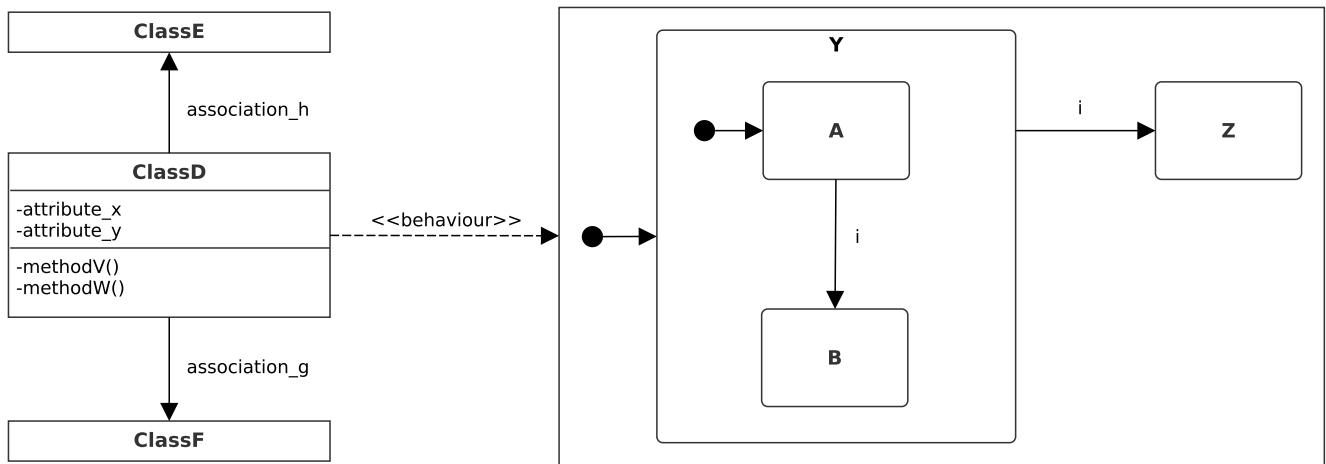 ClassE
association_h
ClassD
-attribute_x
-attribute_y
-methodV()
-methodW()
association_g
ClassF
<<behaviour>>
Y
A
i
B
i
Z